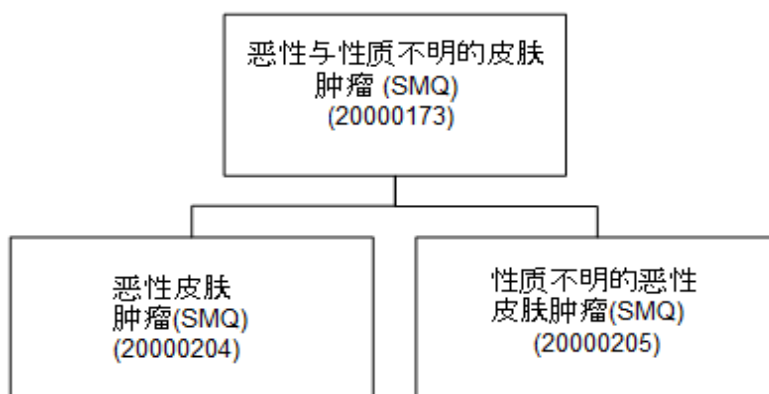 恶性与性质不明的皮肤
肿瘤 (SMQ)
(20000173)
恶性皮肤
肿瘤(SMQ)
(20000204)
性质不明的恶性
皮肤肿瘤(SMQ)
(20000205)